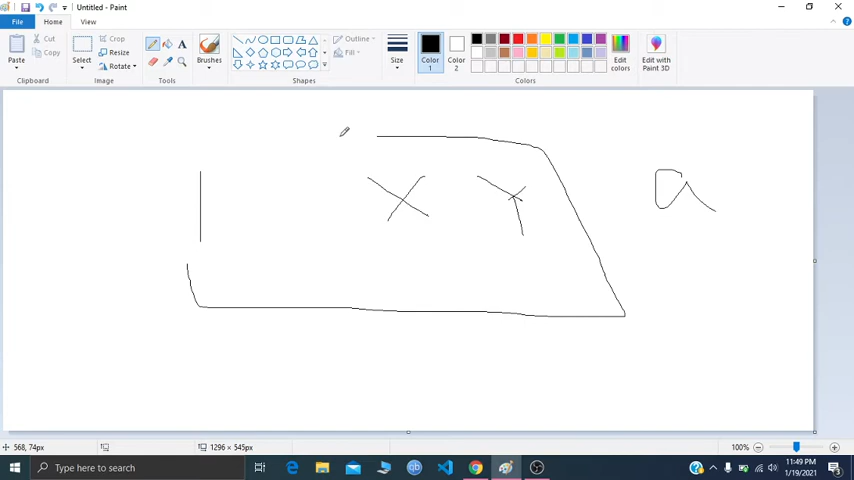 Untitled - Paint
File Home View
Paste
Cut
Copy
Clipboard
Select
Crop
Resize
Rotate
Image
A
Tools
Brushes
Shapes
Outline
Fill
Size
Color 1
Color 2
Edit colors
Colors
Edit with Paint 3D
| X Y a
568, 74px
1296 × 545px
100%
Type here to search
qb
11:49 PM
1/19/2021
3